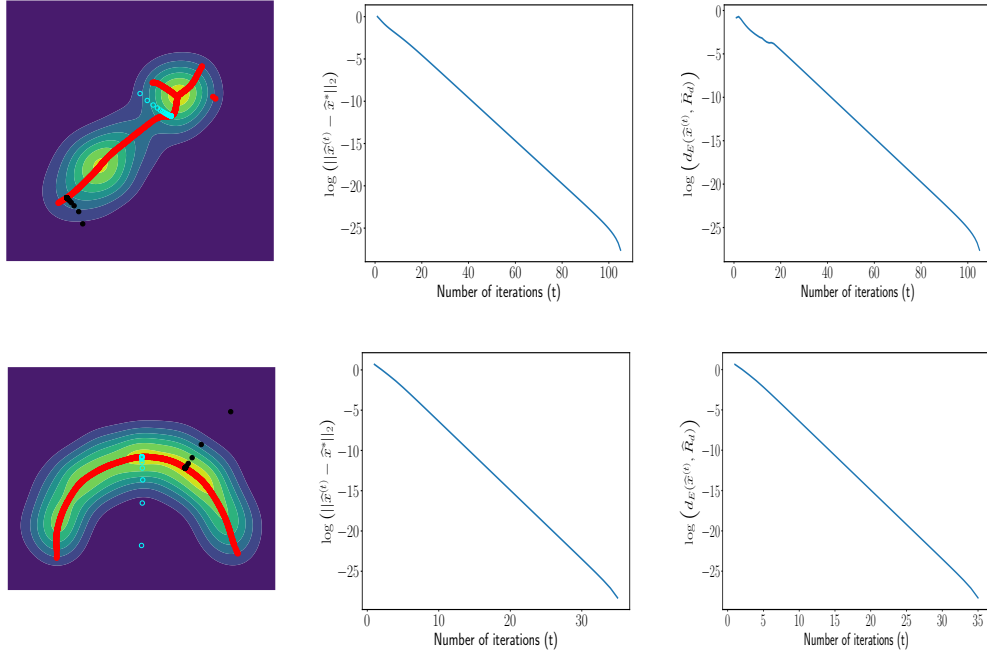 0
−5
−10
−15
−20
−25
log (||x̂^(t) − x̂*||₂)
0 20 40 60 80 100
Number of iterations (t)
0
−5
−10
−15
−20
−25
log (d_E(x̂^(t), R̂_d))
0 20 40 60 80 100
Number of iterations (t)
0
−5
−10
−15
−20
−25
log (||x̂^(t) − x̂*||₂)
0 10 20 30
Number of iterations (t)
0
−5
−10
−15
−20
−25
log (d_E(x̂^(t), R̂_d))
0 5 10 15 20 25 30 35
Number of iterations (t)